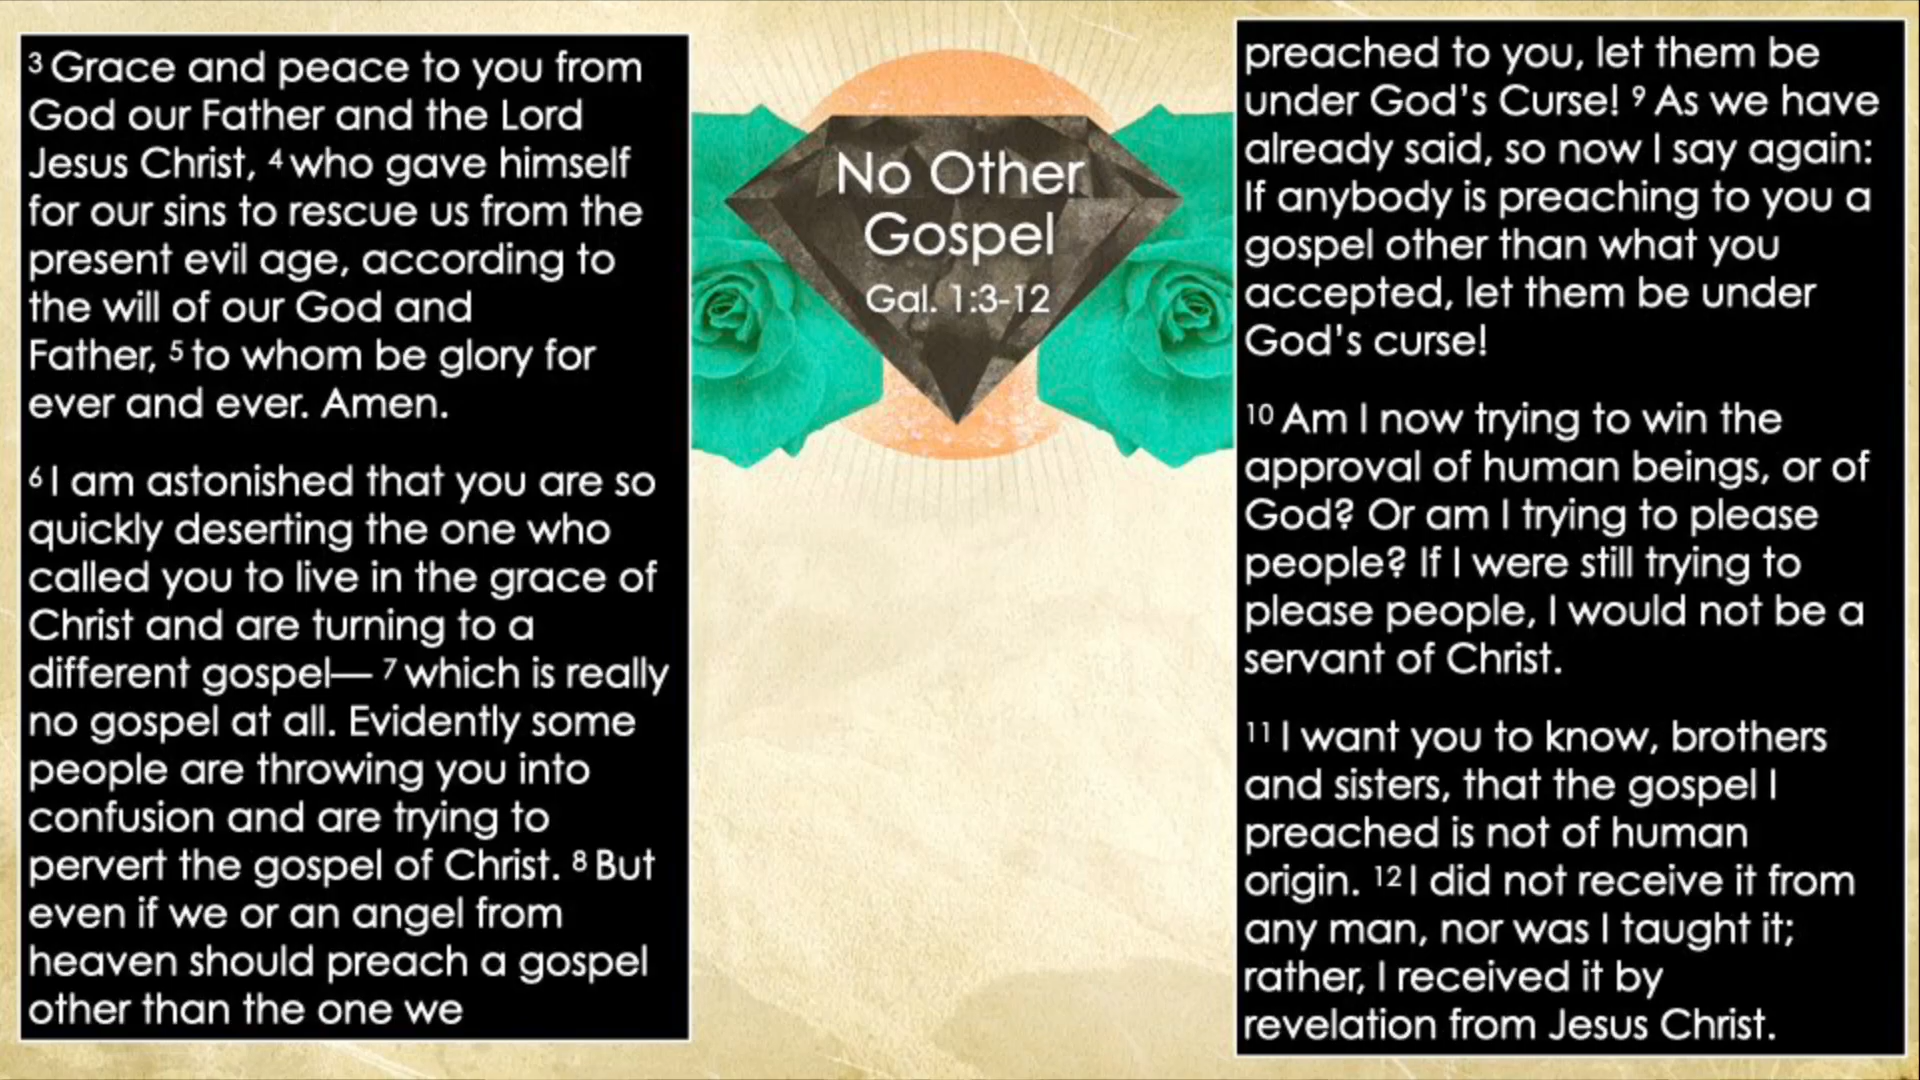 ³ Grace and peace to you from
God our Father and the Lord
Jesus Christ, ⁴ who gave himself
for our sins to rescue us from the
present evil age, according to
the will of our God and
Father, ⁵ to whom be glory for
ever and ever. Amen.
⁶ I am astonished that you are so
quickly deserting the one who
called you to live in the grace of
Christ and are turning to a
different gospel— ⁷ which is really
no gospel at all. Evidently some
people are throwing you into
confusion and are trying to
pervert the gospel of Christ. ⁸ But
even if we or an angel from
heaven should preach a gospel
other than the one we
No Other
Gospel
Gal. 1:3-12
preached to you, let them be
under God's Curse! ⁹ As we have
already said, so now I say again:
If anybody is preaching to you a
gospel other than what you
accepted, let them be under
God's curse!
¹⁰ Am I now trying to win the
approval of human beings, or of
God? Or am I trying to please
people? If I were still trying to
please people, I would not be a
servant of Christ.
¹¹ I want you to know, brothers
and sisters, that the gospel I
preached is not of human
origin. ¹² I did not receive it from
any man, nor was I taught it;
rather, I received it by
revelation from Jesus Christ.